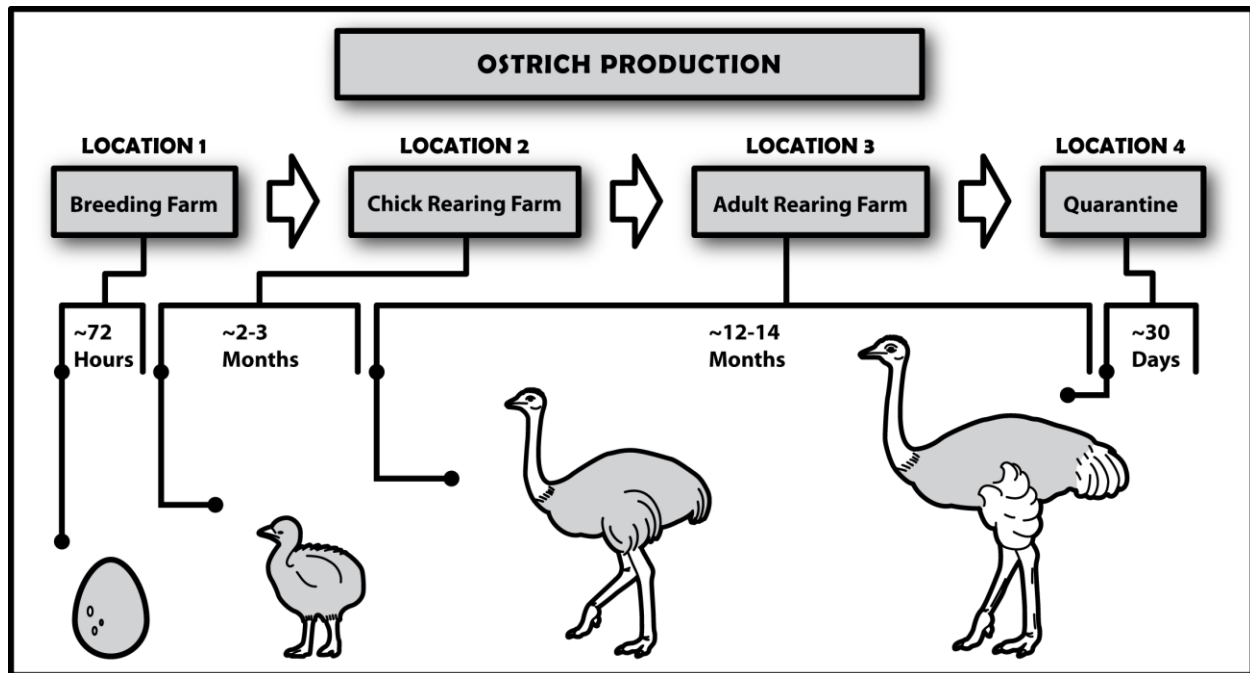 OSTRICH PRODUCTION
LOCATION 1
Breeding Farm
LOCATION 2
Chick Rearing Farm
LOCATION 3
Adult Rearing Farm
LOCATION 4
Quarantine
~72
Hours
~2-3
Months
~12-14
Months
~30
Days